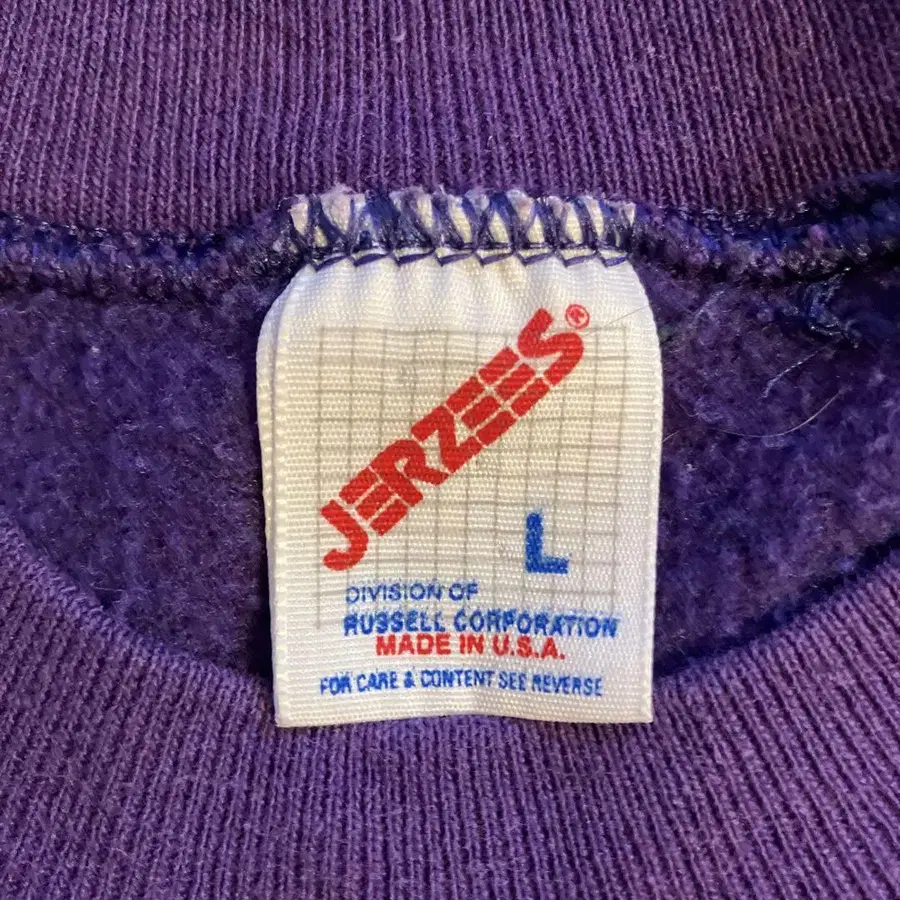 JERZEES®
L
DIVISION OF
RUSSELL CORPORATION
MADE IN U.S.A.
FOR CARE & CONTENT SEE REVERSE